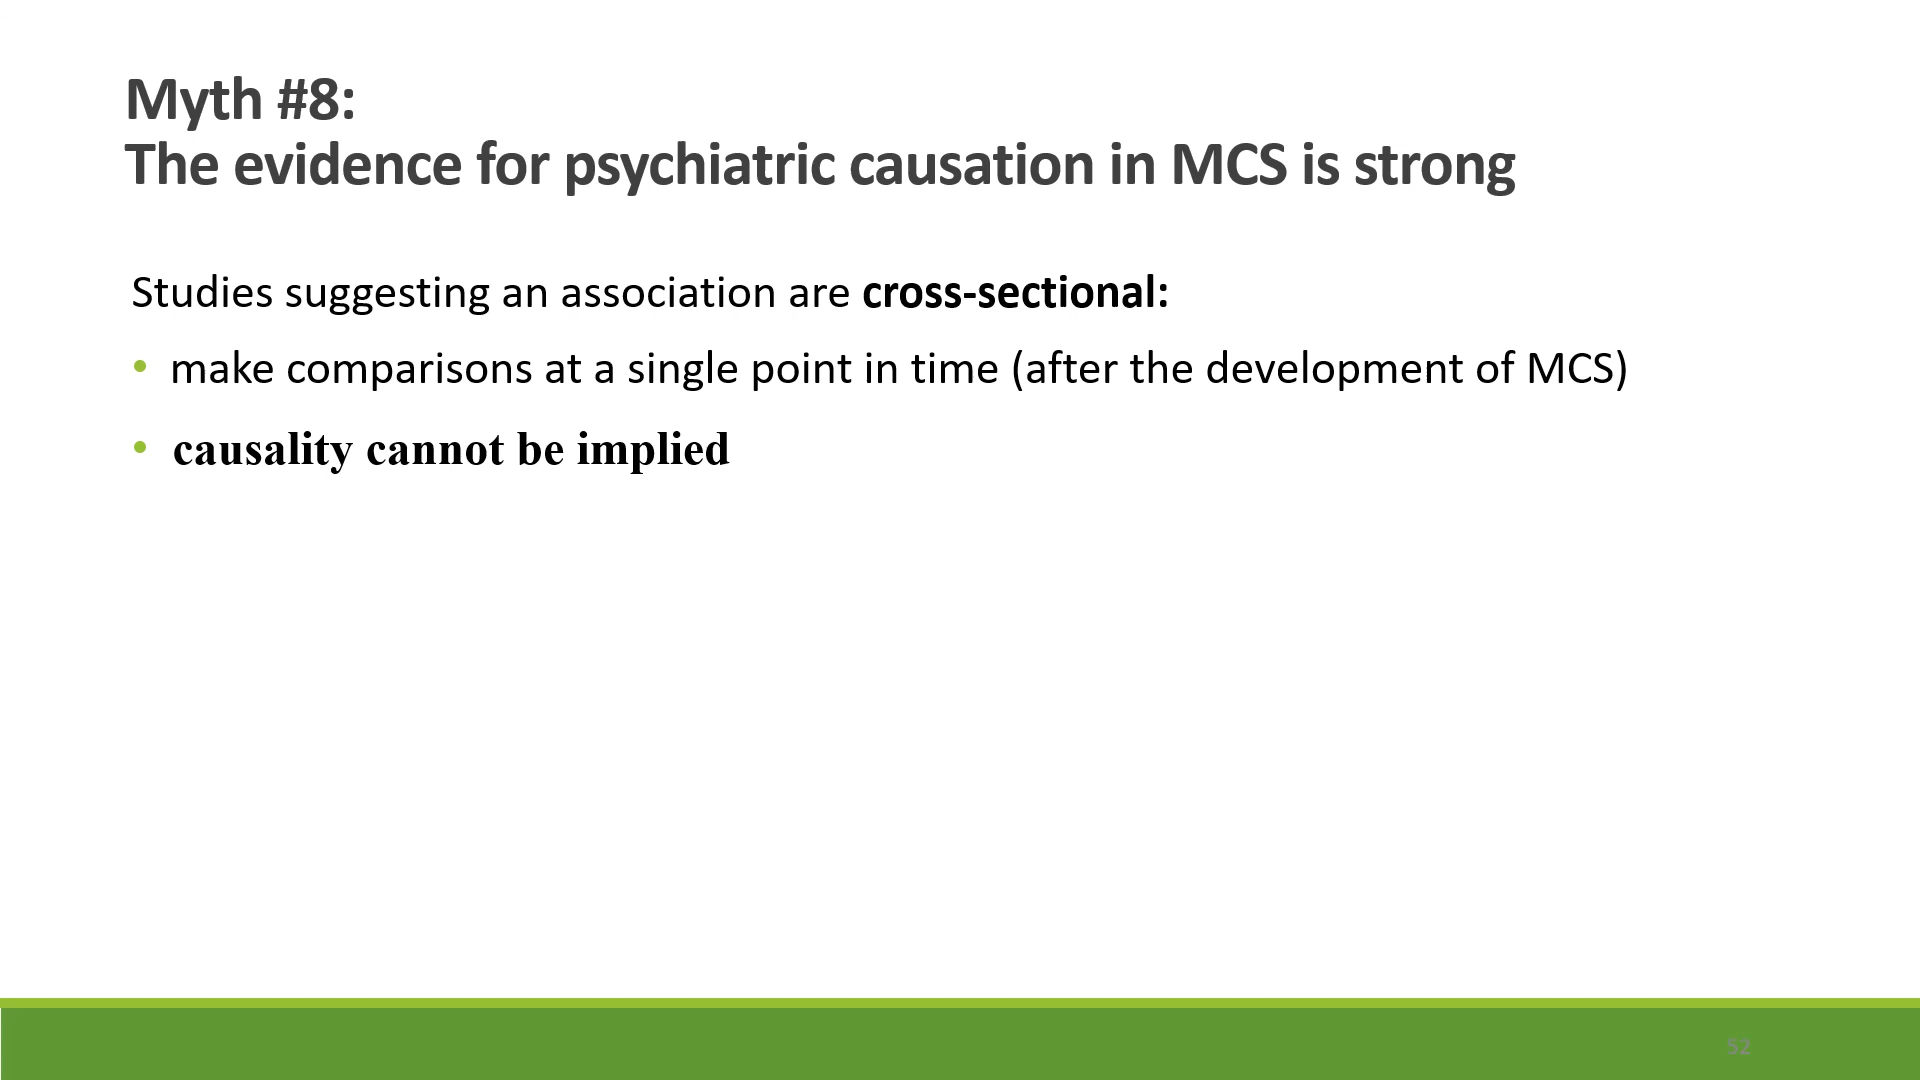 Myth #8:
The evidence for psychiatric causation in MCS is strong
Studies suggesting an association are cross-sectional:
• make comparisons at a single point in time (after the development of MCS)
• causality cannot be implied
52